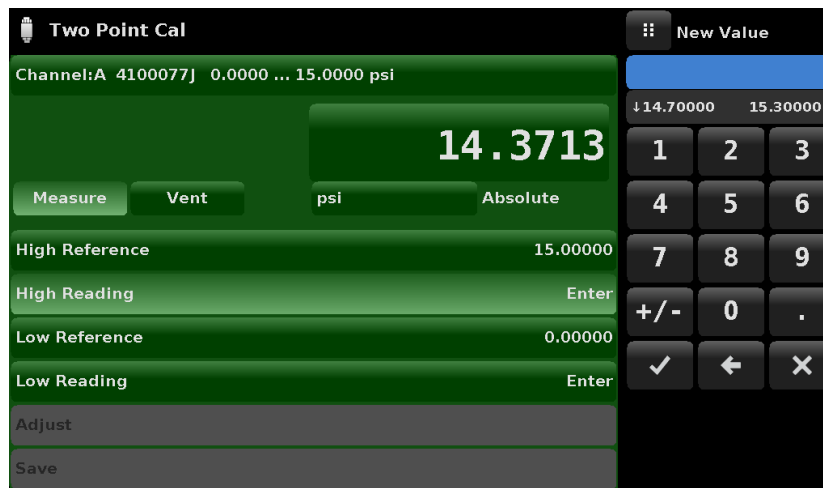 Two Point Cal
New Value
Channel:A 4100077J 0.0000 ... 15.0000 psi
↓14.70000 15.30000
14.3713
Measure Vent psi Absolute
High Reference 15.00000
High Reading Enter
Low Reference 0.00000
Low Reading Enter
Adjust
Save
1 2 3
4 5 6
7 8 9
+/- 0 .